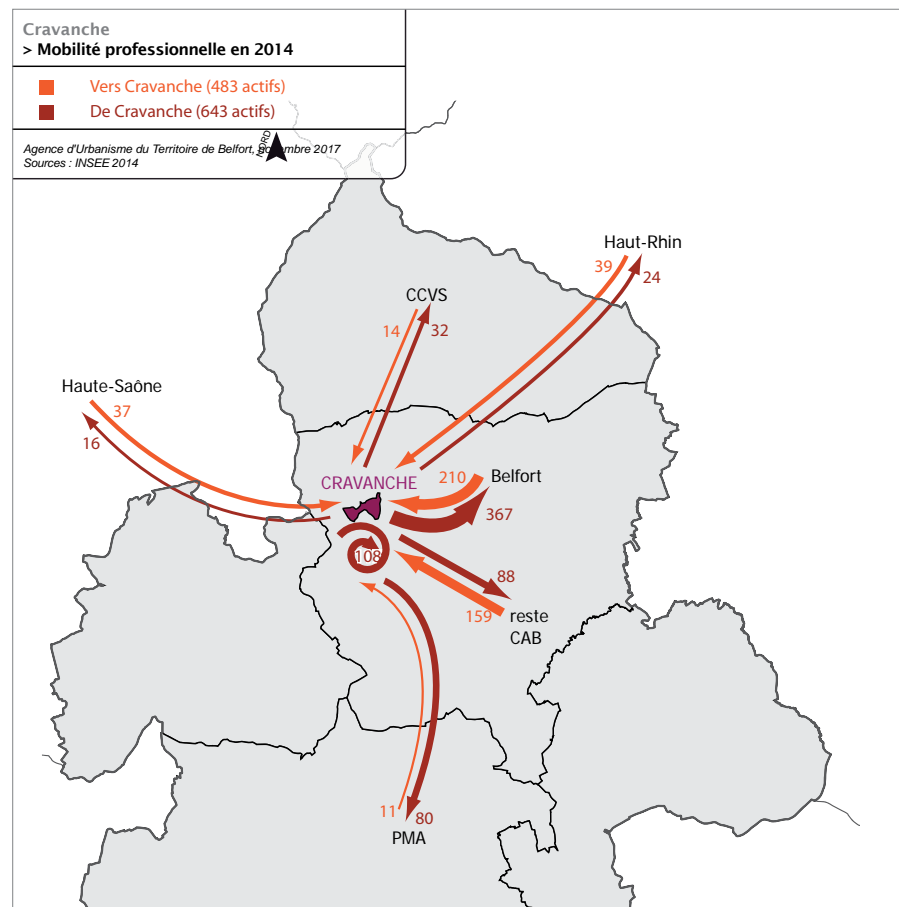 Cravanche
> Mobilité professionnelle en 2014
Vers Cravanche (483 actifs)
De Cravanche (643 actifs)
NORD
Agence d'Urbanisme du Territoire de Belfort, novembre 2017
Sources : INSEE 2014
Haut-Rhin
39
24
CCVS
14
32
Haute-Saône
37
16
CRAVANCHE
210
Belfort
367
108
88
159
reste
CAB
11
80
PMA